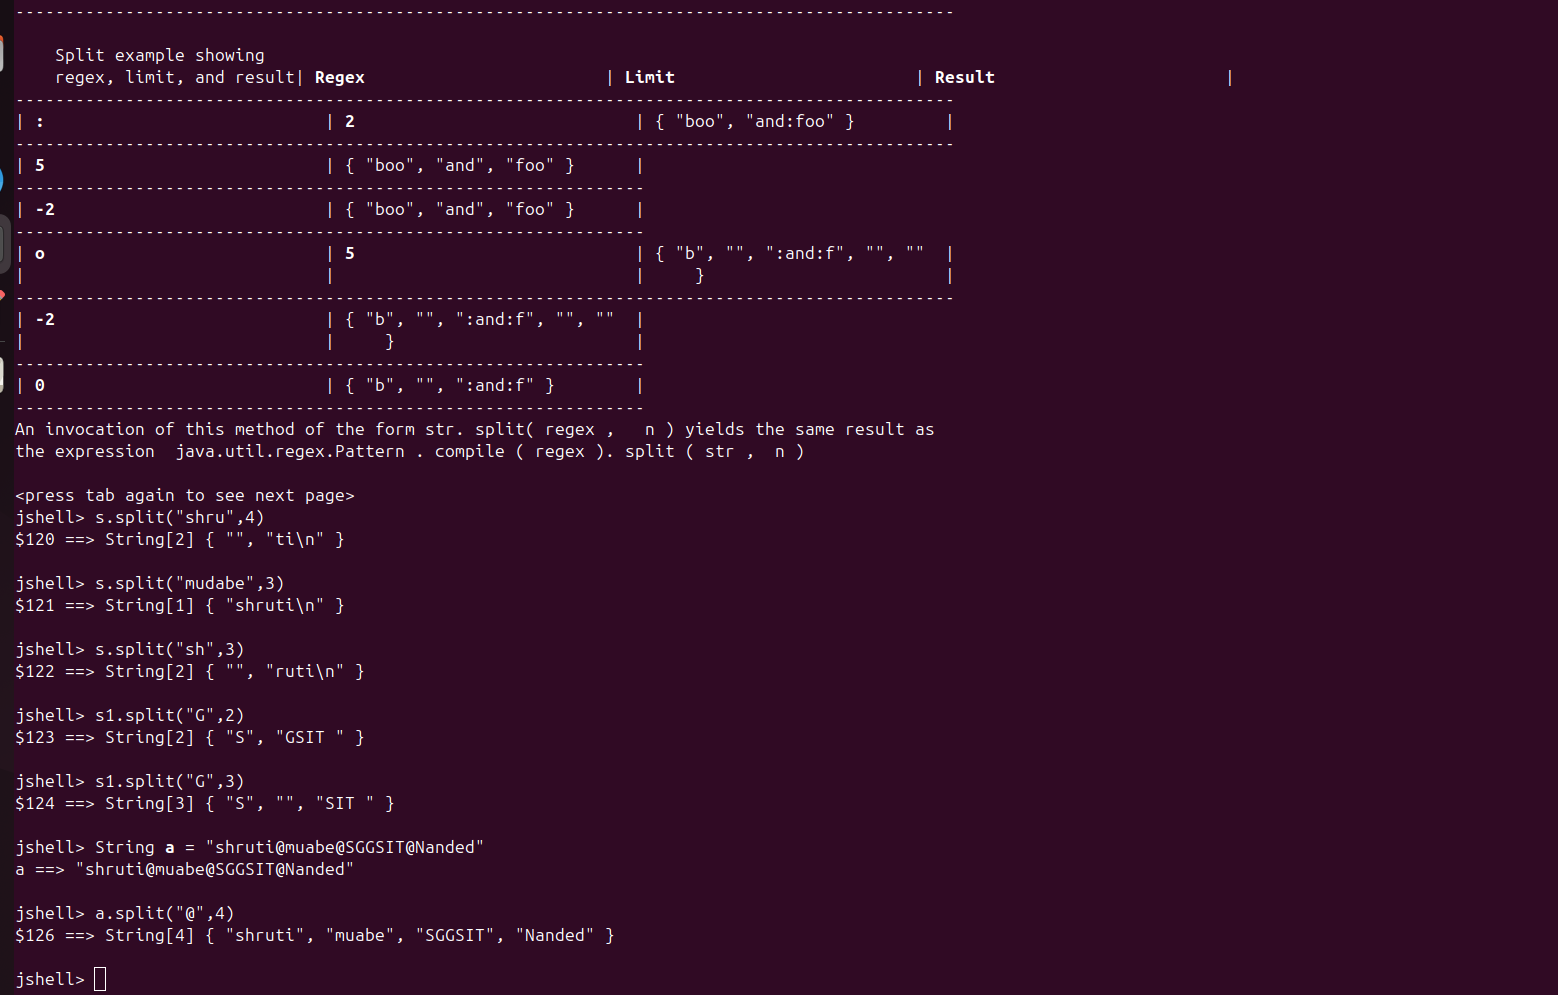 -----------------------------------------------------------------------------------------------
    Split example showing
    regex, limit, and result| Regex                        | Limit                        | Result                       |
-----------------------------------------------------------------------------------------------
| :                            | 2                            | { "boo", "and:foo" }         |
-----------------------------------------------------------------------------------------------
| 5                            | { "boo", "and", "foo" }      |
----------------------------------------------------------------
| -2                           | { "boo", "and", "foo" }      |
----------------------------------------------------------------
| o                            | 5                            | { "b", "", ":and:f", "", ""  |
|                              |                              |     }                        |
-----------------------------------------------------------------------------------------------
| -2                           | { "b", "", ":and:f", "", ""  |
|                              |     }                        |
----------------------------------------------------------------
| 0                            | { "b", "", ":and:f" }        |
----------------------------------------------------------------
An invocation of this method of the form str. split( regex ,   n ) yields the same result as
the expression  java.util.regex.Pattern . compile ( regex ). split ( str ,  n )
<press tab again to see next page>
jshell> s.split("shru",4)
$120 ==> String[2] { "", "ti\n" }
jshell> s.split("mudabe",3)
$121 ==> String[1] { "shruti\n" }
jshell> s.split("sh",3)
$122 ==> String[2] { "", "ruti\n" }
jshell> s1.split("G",2)
$123 ==> String[2] { "S", "GSIT " }
jshell> s1.split("G",3)
$124 ==> String[3] { "S", "", "SIT " }
jshell> String a = "shruti@muabe@SGGSIT@Nanded"
a ==> "shruti@muabe@SGGSIT@Nanded"
jshell> a.split("@",4)
$126 ==> String[4] { "shruti", "muabe", "SGGSIT", "Nanded" }
jshell>